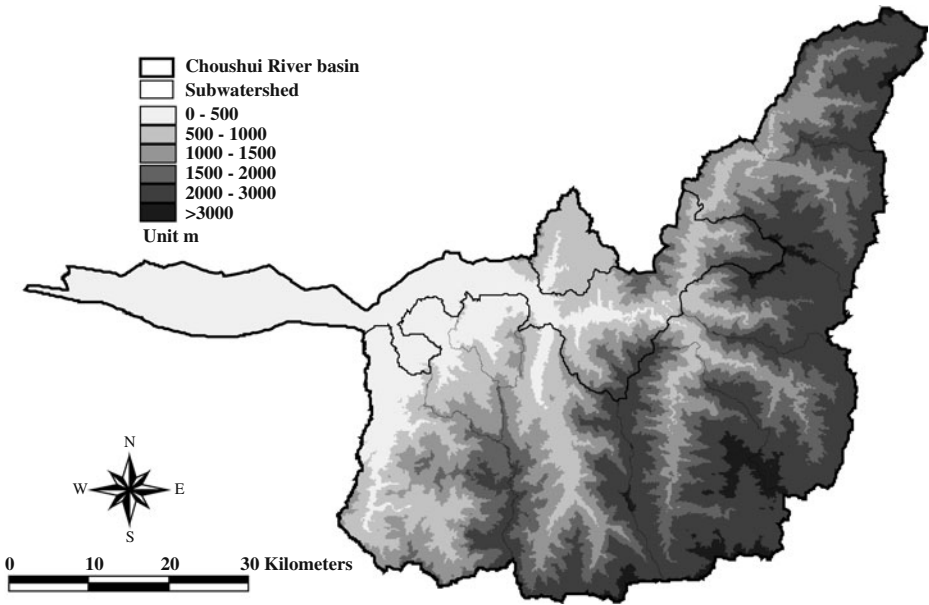 Choushui River basin
Subwatershed
0 - 500
500 - 1000
1000 - 1500
1500 - 2000
2000 - 3000
>3000
Unit m
N
W E
S
0 10 20 30 Kilometers